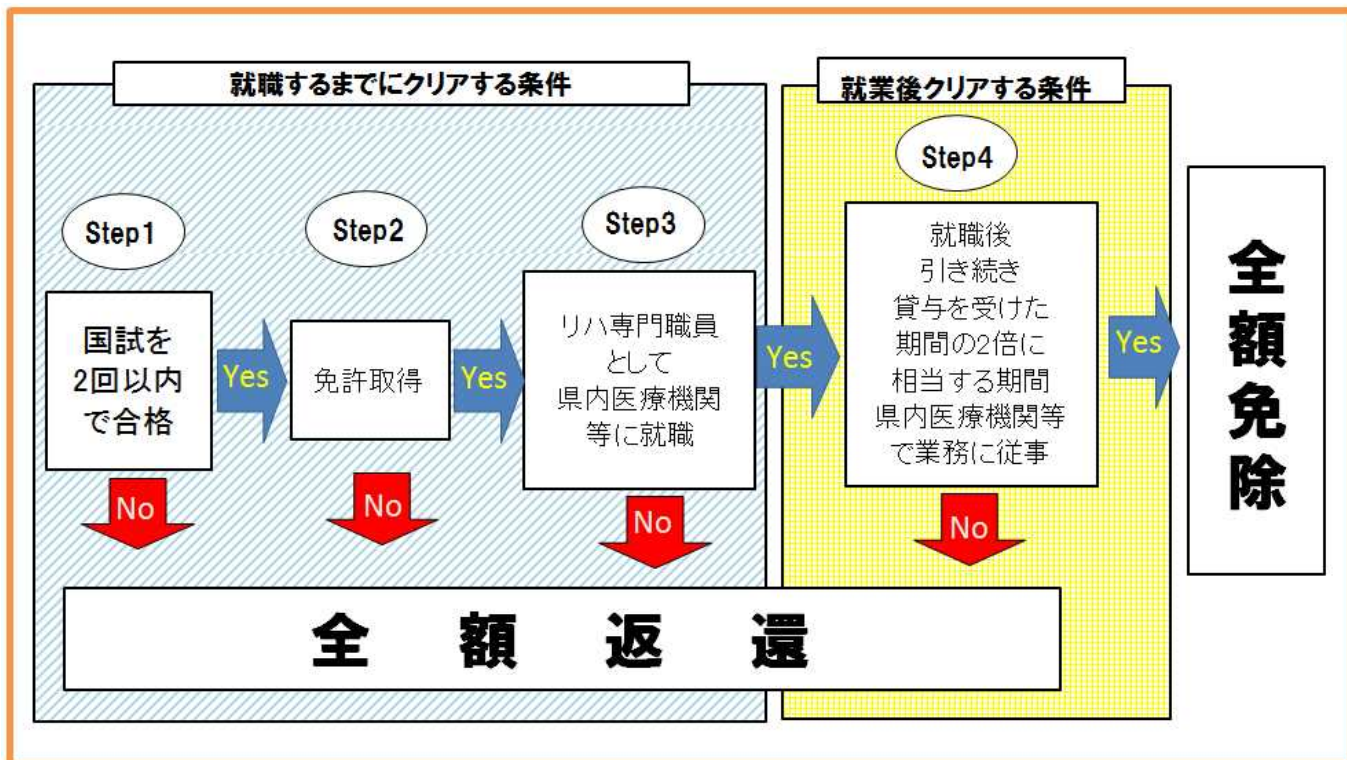 就職するまでにクリアする条件
就業後クリアする条件
Step1
Step2
Step3
Step4
国試を
2回以内
で合格
Yes
免許取得
Yes
リハ専門職員
として
県内医療機関
等に就職
Yes
就職後
引き続き
貸与を受けた
期間の2倍に
相当する期間
県内医療機関等
で業務に従事
Yes
全額免除
No
No
No
No
全額返還